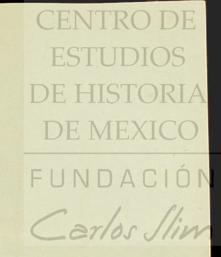 CENTRO DE
ESTUDIOS
DE HISTORIA
DE MEXICO
FUNDACIÓN
Carlos Slim